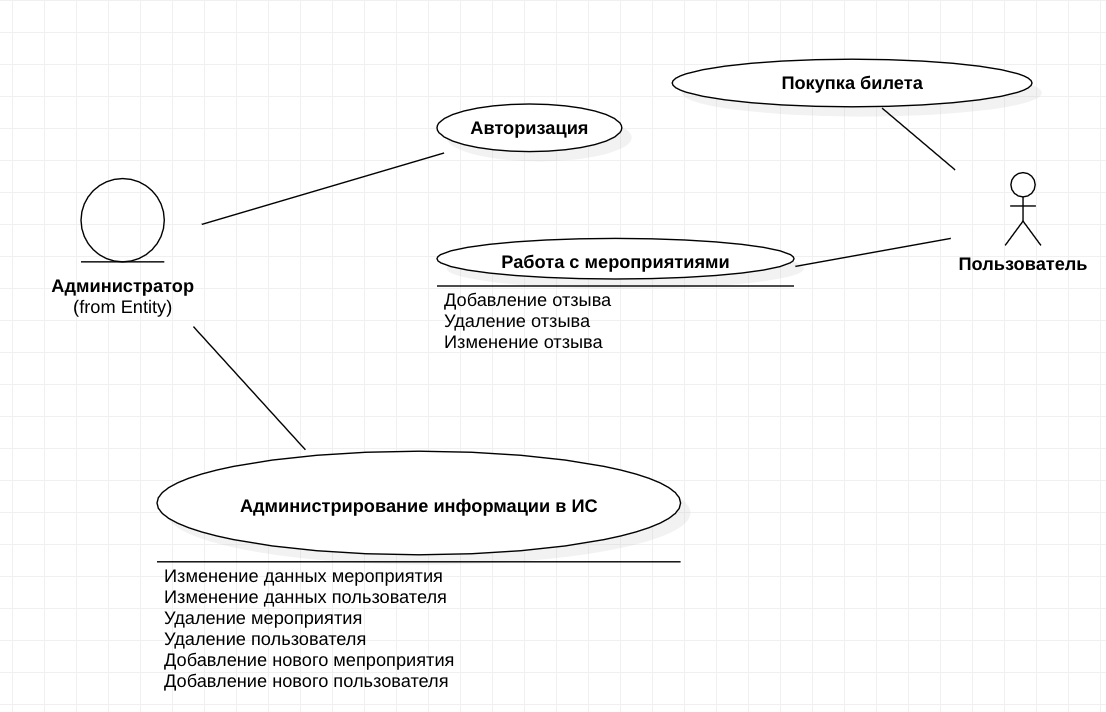 Покупка билета
Авторизация
Работа с мероприятиями
Добавление отзыва
Удаление отзыва
Изменение отзыва
Пользователь
Администратор
(from Entity)
Администрирование информации в ИС
Изменение данных мероприятия
Изменение данных пользователя
Удаление мероприятия
Удаление пользователя
Добавление нового мепроприятия
Добавление нового пользователя